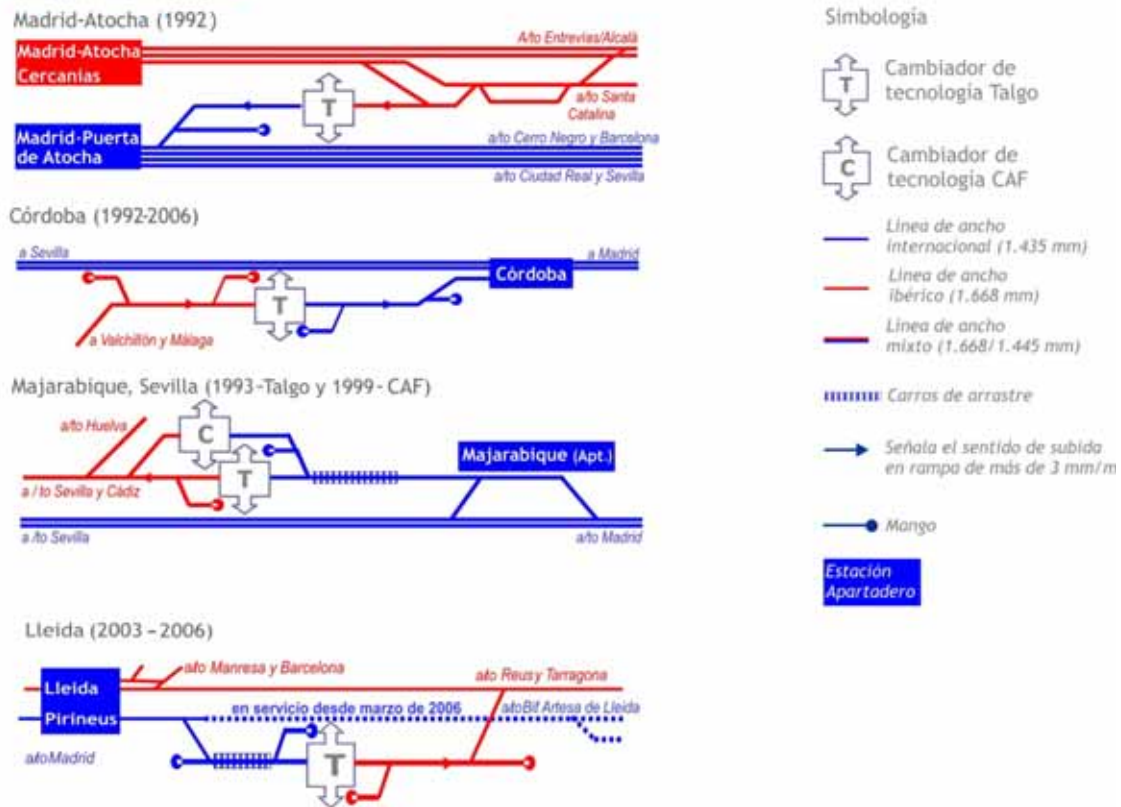 Madrid-Atocha (1992)
Madrid-Atocha
Cercanías
A/to Entrevias/Alcalá
T
a/to Santa
Catalina
Madrid-Puerta
de Atocha
a/to Cerro Negro y Barcelona
a/to Ciudad Real y Sevilla
Córdoba (1992-2006)
a Sevilla
a Madrid
Córdoba
T
a Valchillón y Málaga
Majarabique, Sevilla (1993-Talgo y 1999-CAF)
a/to Huelva
C
Majarabique (Apt.)
T
a / to Sevilla y Cádiz
a /to Sevilla
a/to Madrid
Lleida (2003 - 2006)
a/to Manresa y Barcelona
a/to Reus y Tarragona
Lleida
Pirineus
en servicio desde marzo de 2006
a/to Bif Artesa de Lleida
a/to Madrid
T
Simbología
T
Cambiador de
tecnología Talgo
C
Cambiador de
tecnología CAF
Línea de ancho
internacional (1.435 mm)
Línea de ancho
ibérico (1.668 mm)
Línea de ancho
mixto (1.668/1.445 mm)
Carros de arrastre
Señala el sentido de subida
en rampa de más de 3 mm/m
Mango
Estación
Apartadero